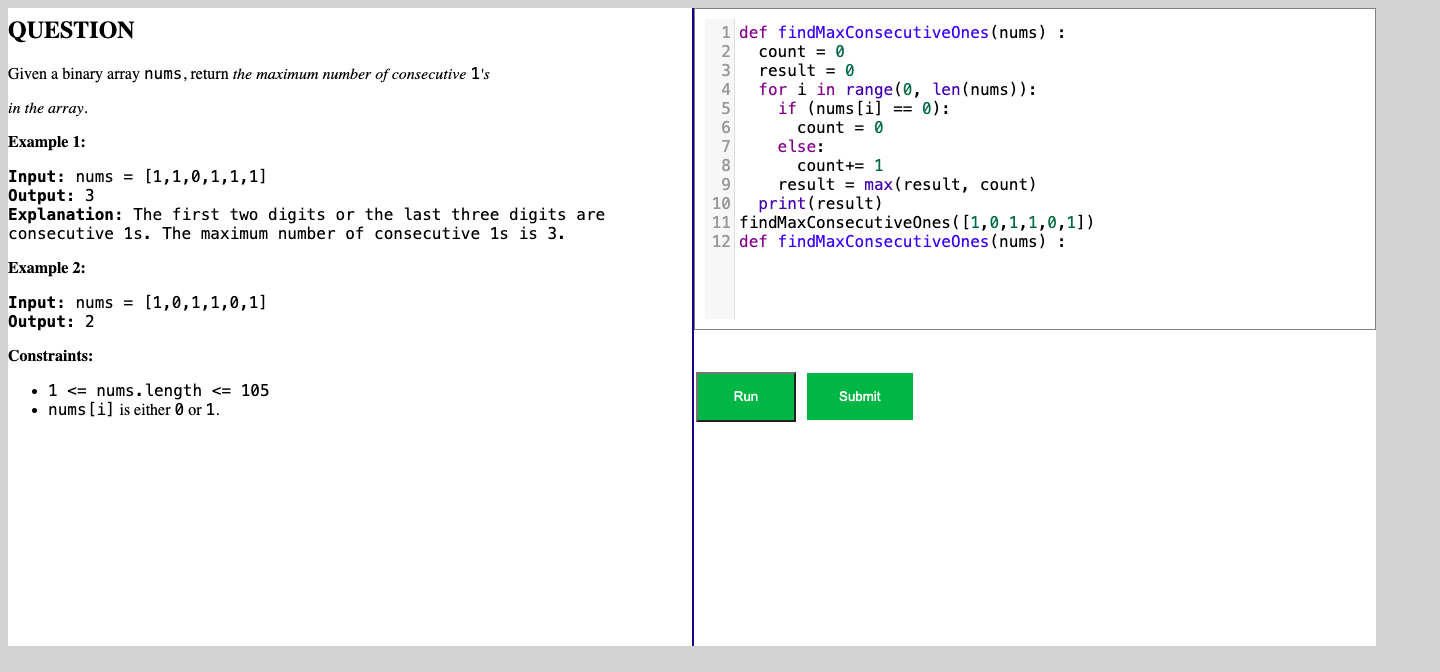 QUESTION
Given a binary array nums, return the maximum number of consecutive 1's
in the array.
Example 1:
Input: nums = [1,1,0,1,1,1]
Output: 3
Explanation: The first two digits or the last three digits are
consecutive 1s. The maximum number of consecutive 1s is 3.
Example 2:
Input: nums = [1,0,1,1,0,1]
Output: 2
Constraints:
• 1 <= nums.length <= 105
• nums[i] is either 0 or 1.
1 def findMaxConsecutiveOnes(nums) :
2   count = 0
3   result = 0
4   for i in range(0, len(nums)):
5     if (nums[i] == 0):
6       count = 0
7     else:
8       count+= 1
9     result = max(result, count)
10   print(result)
11 findMaxConsecutiveOnes([1,0,1,1,0,1])
12 def findMaxConsecutiveOnes(nums) :
Run Submit